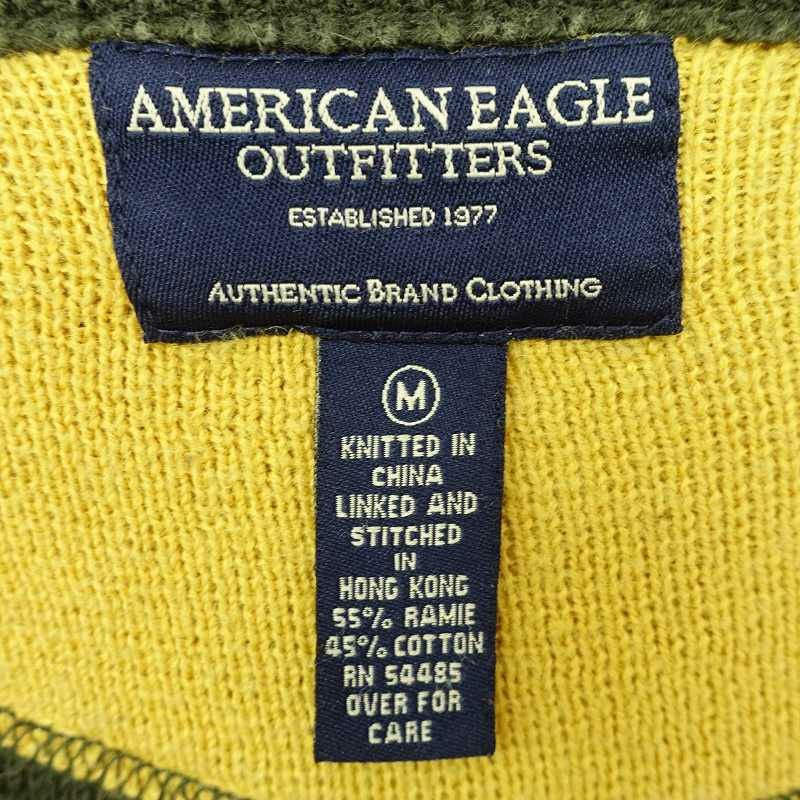 AMERICAN EAGLE
OUTFITTERS
ESTABLISHED 1977
AUTHENTIC BRAND CLOTHING
M
KNITTED IN
CHINA
LINKED AND
STITCHED
IN
HONG KONG
55% RAMIE
45% COTTON
RN 54485
OVER FOR
CARE